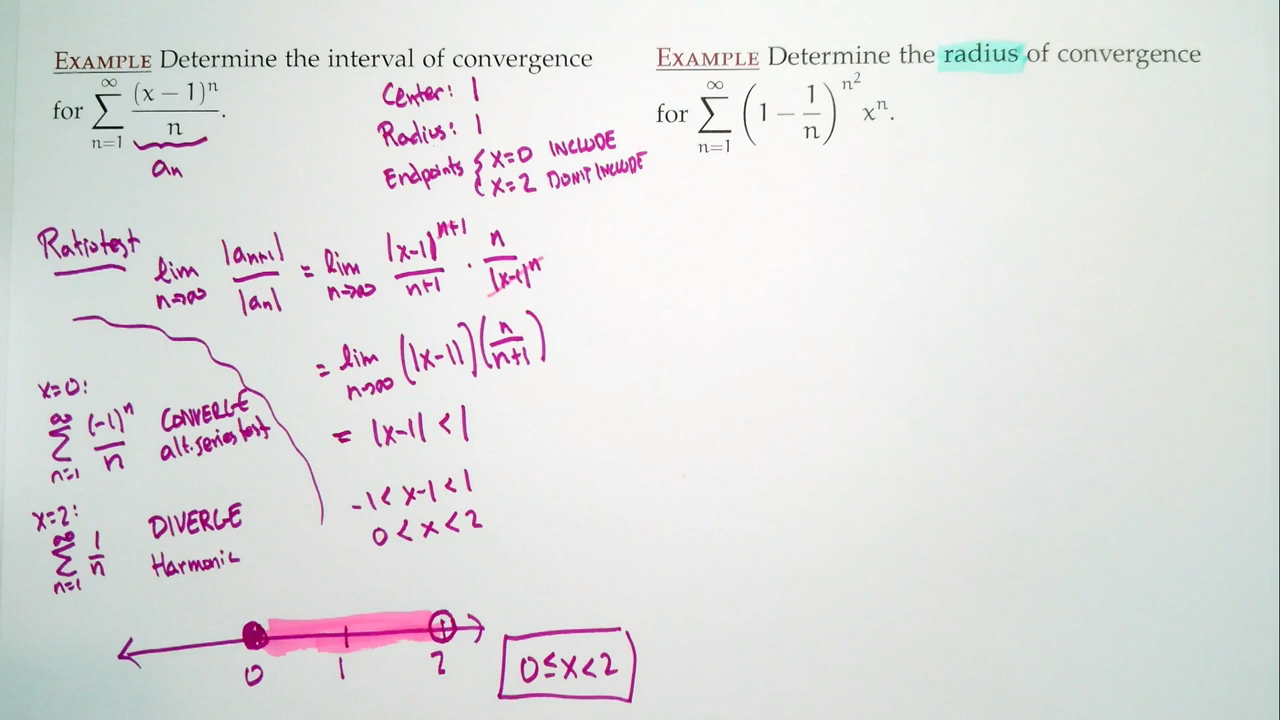 EXAMPLE Determine the interval of convergence
for ∑_{n=1}^{∞} (x − 1)^n / n.
a_n
Center: 1
Radius: 1
Endpoints { x=0 INCLUDE
x=2 DON'T INCLUDE
Ratio test
lim_{n→∞} |a_{n+1}| / |a_n| = lim_{n→∞} |x-1|^{n+1} / n+1 · n / |x-1|^n
= lim_{n→∞} (|x-1|)(n / n+1)
= |x-1| < 1
-1 < x-1 < 1
0 < x < 2
x=0:
∑_{n=1}^{∞} (-1)^n / n CONVERGE
alt. series test
x=2:
∑_{n=1}^{∞} 1/n DIVERGE
Harmonic
0 1 2
0 ≤ x < 2
EXAMPLE Determine the radius of convergence
for ∑_{n=1}^{∞} (1 − 1/n)^{n^2} x^n.